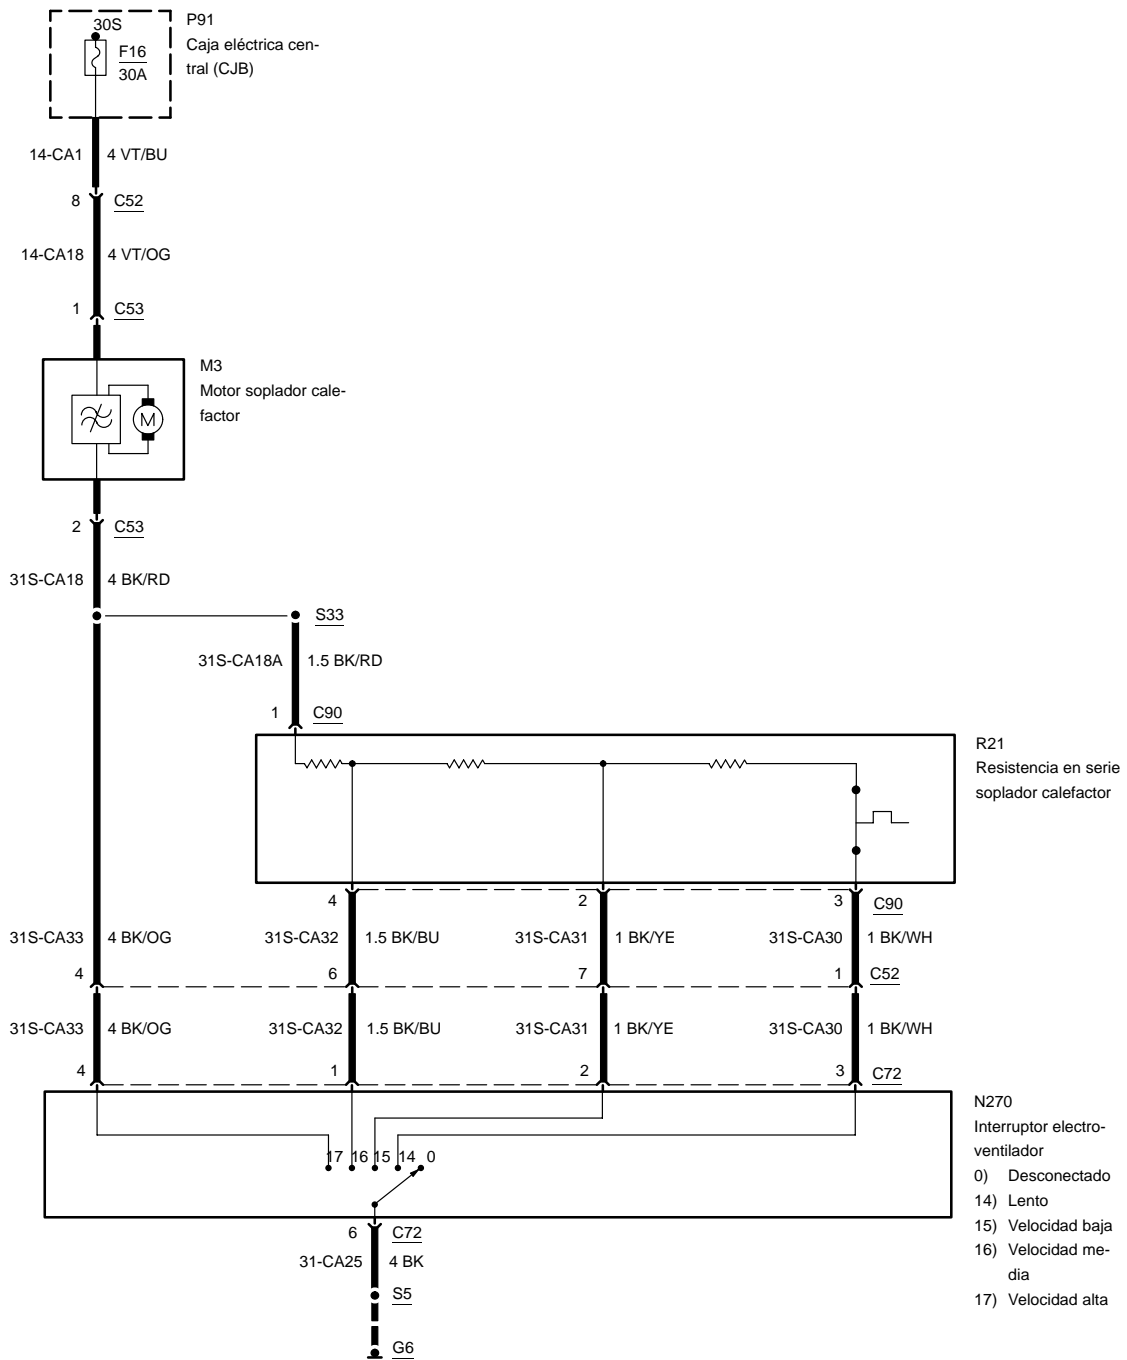 30S
F16
30A
P91
Caja eléctrica cen-
tral (CJB)
14-CA1 4 VT/BU
8 C52
14-CA18 4 VT/OG
1 C53
M3
Motor soplador cale-
factor
M
2 C53
31S-CA18 4 BK/RD
S33
31S-CA18A 1.5 BK/RD
1 C90
R21
Resistencia en serie
soplador calefactor
4 2 3 C90
31S-CA33 4 BK/OG 31S-CA32 1.5 BK/BU 31S-CA31 1 BK/YE 31S-CA30 1 BK/WH
4 6 7 1 C52
31S-CA33 4 BK/OG 31S-CA32 1.5 BK/BU 31S-CA31 1 BK/YE 31S-CA30 1 BK/WH
4 1 2 3 C72
N270
Interruptor electro-
ventilador
0) Desconectado
14) Lento
15) Velocidad baja
16) Velocidad me-
dia
17) Velocidad alta
17 16 15 14 0
6 C72
31-CA25 4 BK
S5
G6